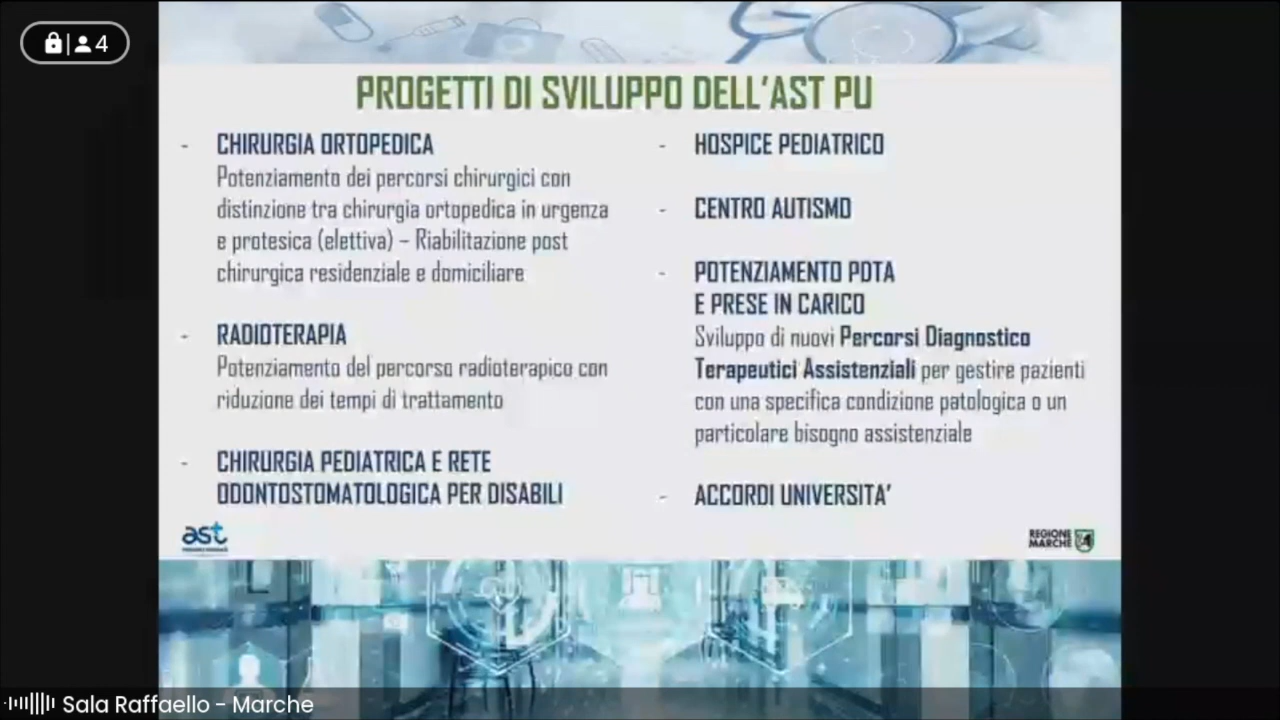 4
PROGETTI DI SVILUPPO DELL'AST PU
- CHIRURGIA ORTOPEDICA
Potenziamento dei percorsi chirurgici con
distinzione tra chirurgia ortopedica in urgenza
e protesica (elettiva) – Riabilitazione post
chirurgica residenziale e domiciliare
- RADIOTERAPIA
Potenziamento del percorso radioterapico con
riduzione dei tempi di trattamento
- CHIRURGIA PEDIATRICA E RETE
ODONTOSTOMATOLOGICA PER DISABILI
- HOSPICE PEDIATRICO
- CENTRO AUTISMO
- POTENZIAMENTO PDTA
E PRESE IN CARICO
Sviluppo di nuovi Percorsi Diagnostico
Terapeutici Assistenziali per gestire pazienti
con una specifica condizione patologica o un
particolare bisogno assistenziale
- ACCORDI UNIVERSITA'
ast
REGIONE
MARCHE
Sala Raffaello - Marche